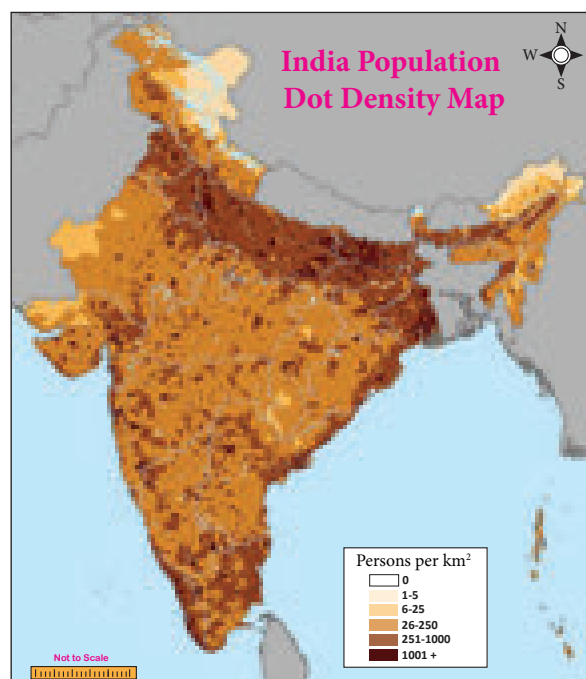 India Population
Dot Density Map
N
W
S
Persons per km²
0
1-5
6-25
26-250
251-1000
1001 +
Not to Scale